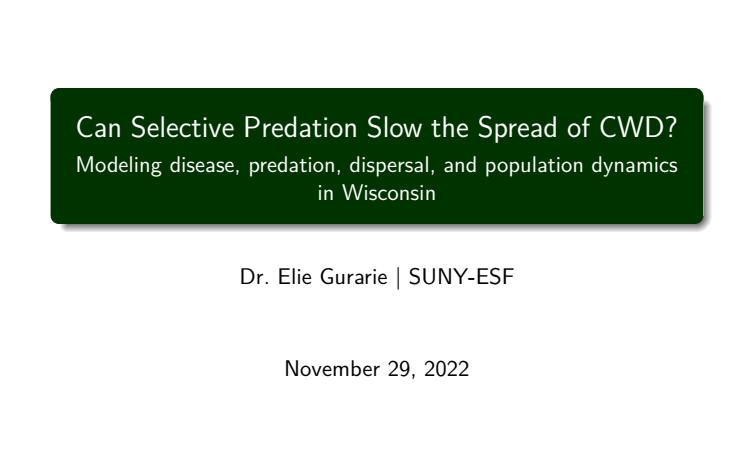 Can Selective Predation Slow the Spread of CWD?
Modeling disease, predation, dispersal, and population dynamics
in Wisconsin
Dr. Elie Gurarie | SUNY-ESF
November 29, 2022